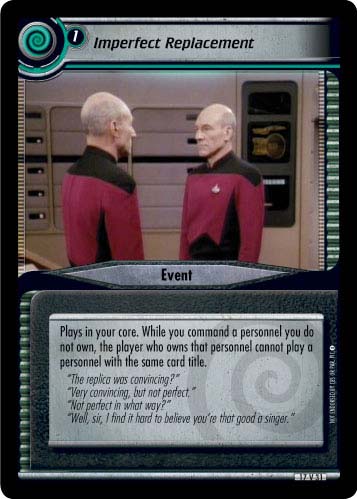 1
Imperfect Replacement
Event
Plays in your core. While you command a personnel you do
not own, the player who owns that personnel cannot play a
personnel with the same card title.
"The replica was convincing?"
"Very convincing, but not perfect."
"Not perfect in what way?"
"Well, sir, I find it hard to believe you're that good a singer."
17 V 31